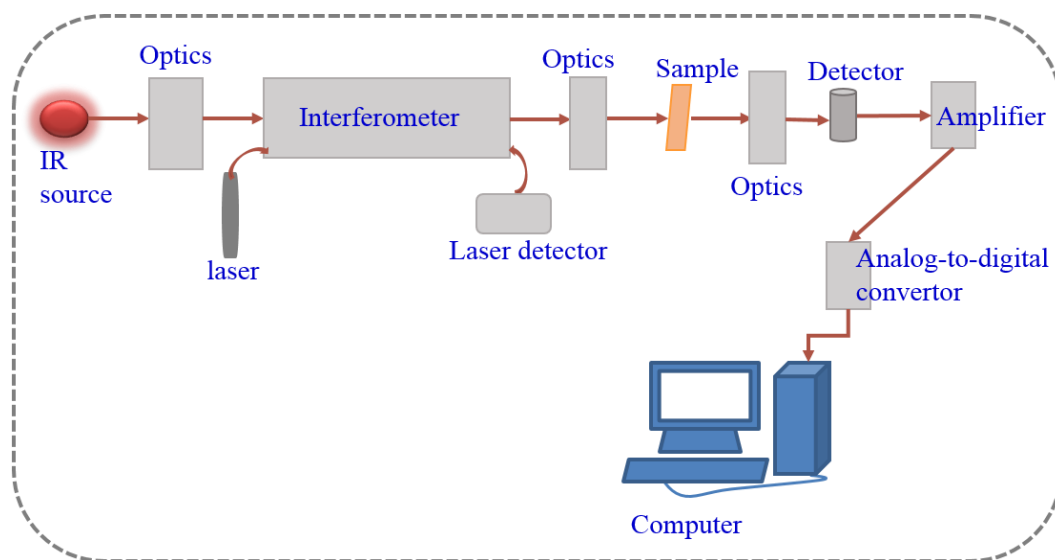 Optics
Interferometer
Optics
Sample
Detector
Amplifier
IR
source
Optics
laser
Laser detector
Analog-to-digital
convertor
Computer